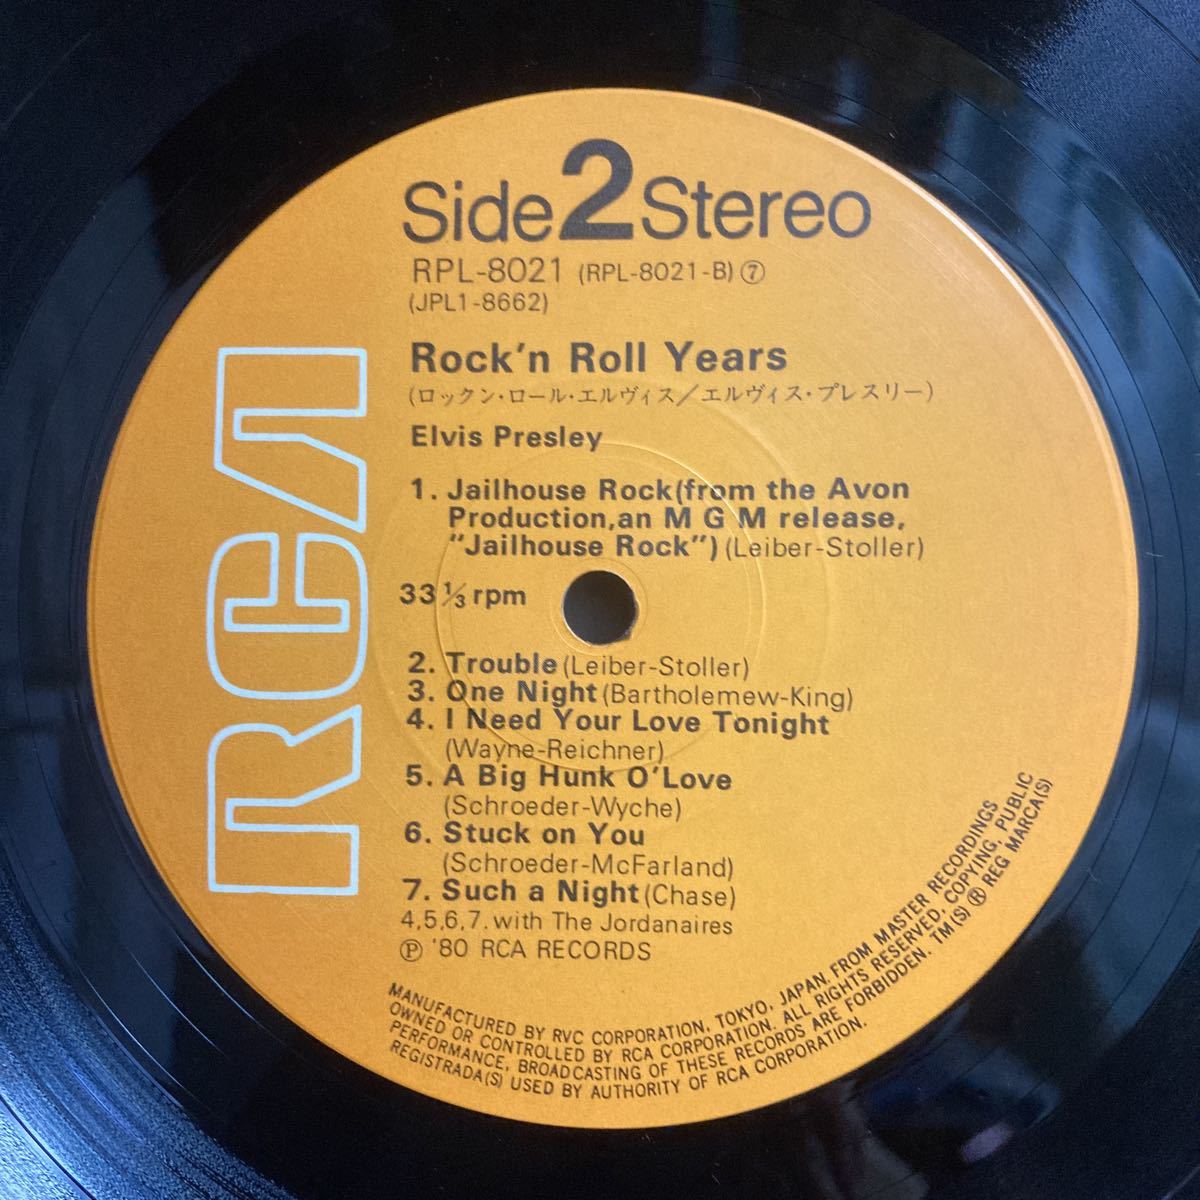 Side 2 Stereo
RPL-8021 (RPL-8021-B) ⑦
(JPL1-8662)
Rock'n Roll Years
(ロックン・ロール・エルヴィス／エルヴィス・プレスリー)
Elvis Presley
1. Jailhouse Rock(from the Avon
Production,an M G M release,
“Jailhouse Rock”) (Leiber-Stoller)
33 1/3 rpm
2. Trouble (Leiber-Stoller)
3. One Night (Bartholemew-King)
4. I Need Your Love Tonight
(Wayne-Reichner)
5. A Big Hunk O'Love
(Schroeder-Wyche)
6. Stuck on You
(Schroeder-McFarland)
7. Such a Night (Chase)
4,5,6,7. with The Jordanaires
Ⓟ '80 RCA RECORDS
RCA
MANUFACTURED BY RVC CORPORATION, TOKYO, JAPAN, FROM MASTER RECORDINGS
OWNED OR CONTROLLED BY RCA CORPORATION. ALL RIGHTS RESERVED, COPYING, PUBLIC
PERFORMANCE, BROADCASTING OF THESE RECORDS ARE FORBIDDEN. TM(S) ® REG MARCA(S)
REGISTRADA(S) USED BY AUTHORITY OF RCA CORPORATION.